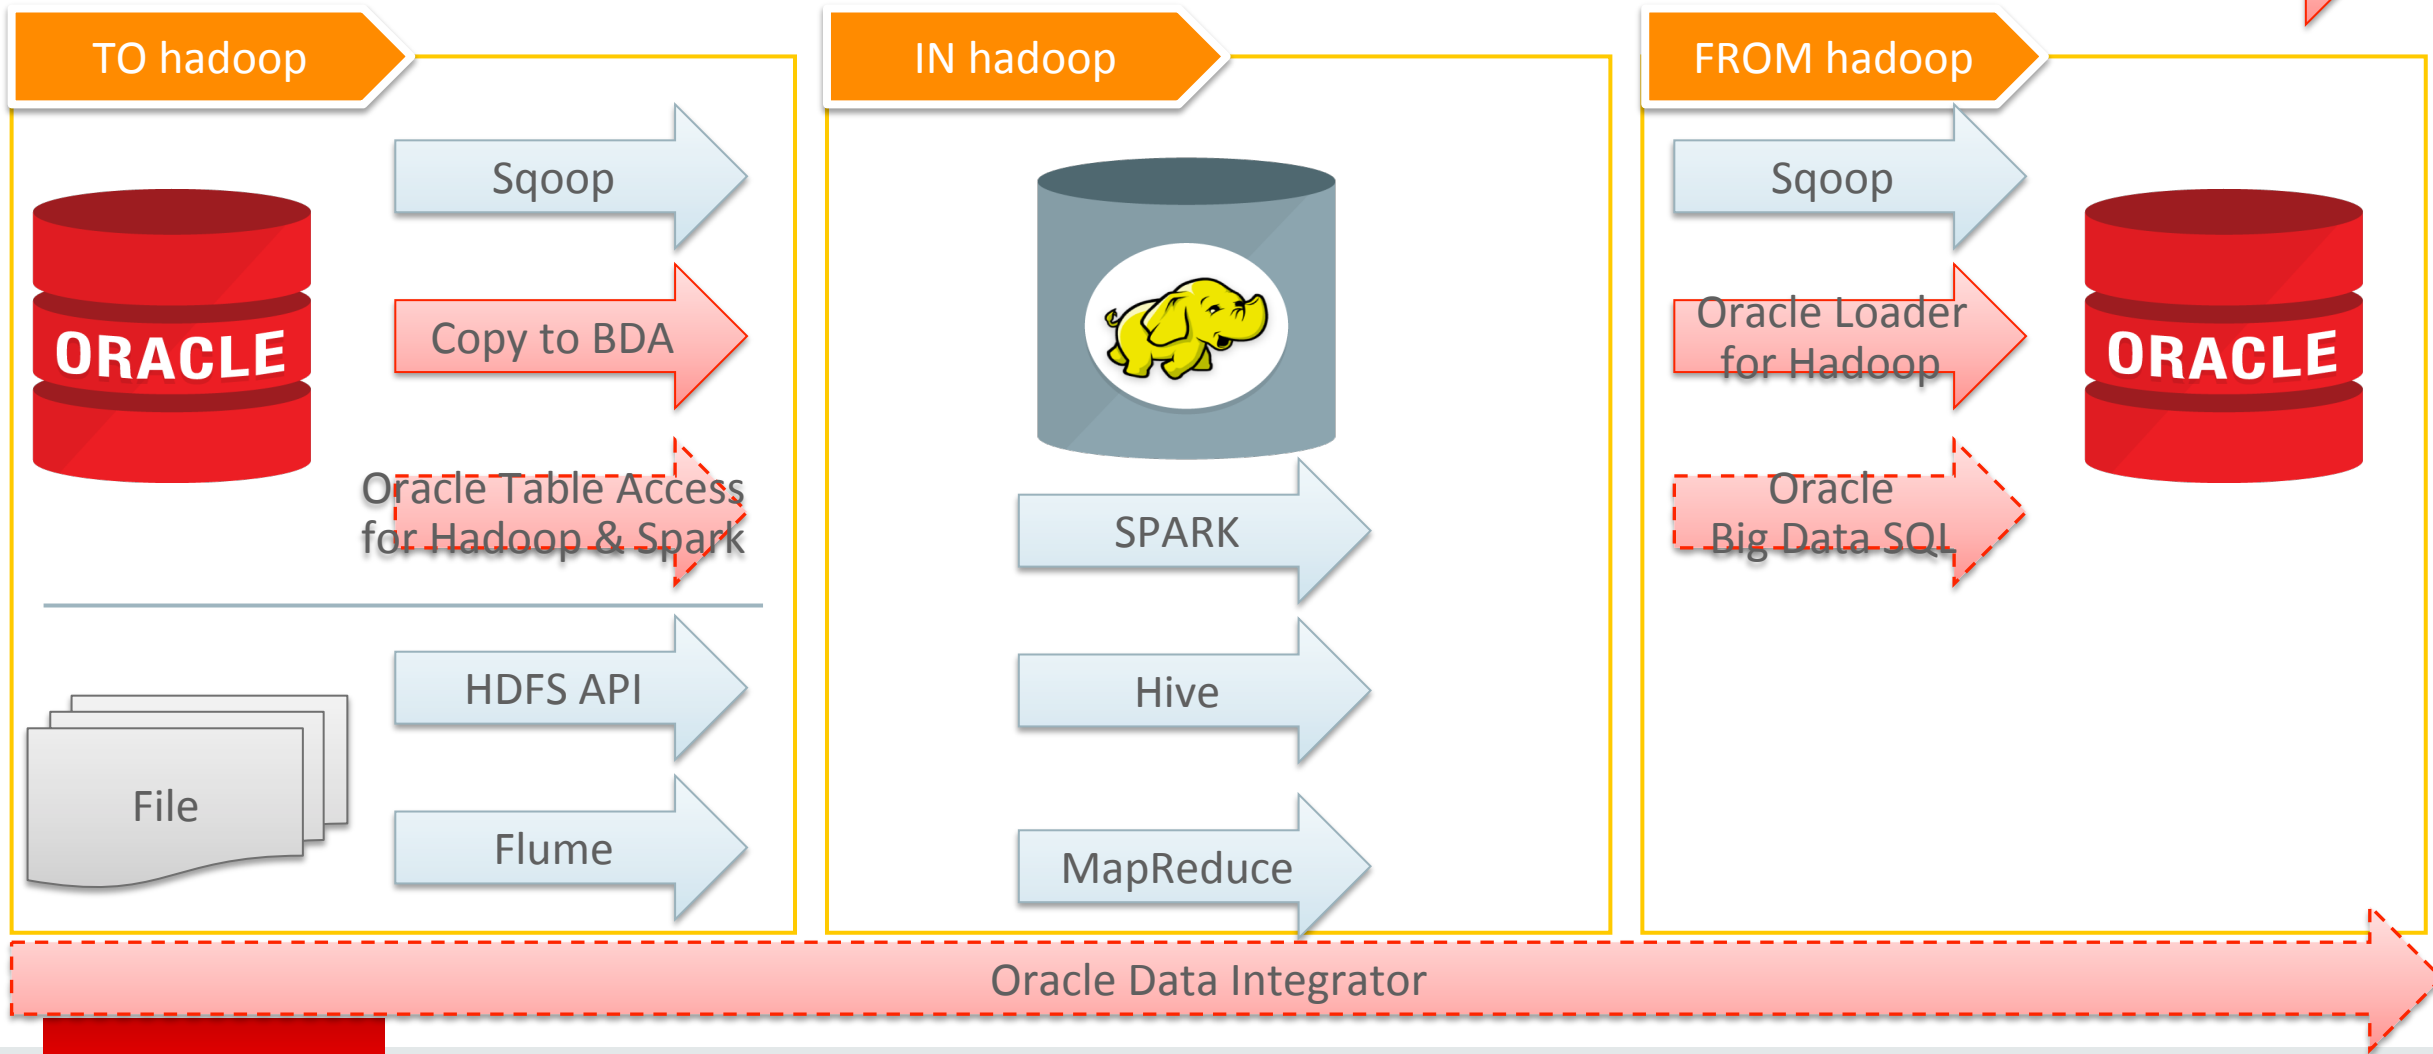 TO hadoop
IN hadoop
FROM hadoop
Sqoop
Copy to BDA
ORACLE
Oracle Table Access
for Hadoop & Spark
HDFS API
File
Flume
SPARK
Hive
MapReduce
Sqoop
Oracle Loader
for Hadoop
ORACLE
Oracle
Big Data SQL
Oracle Data Integrator